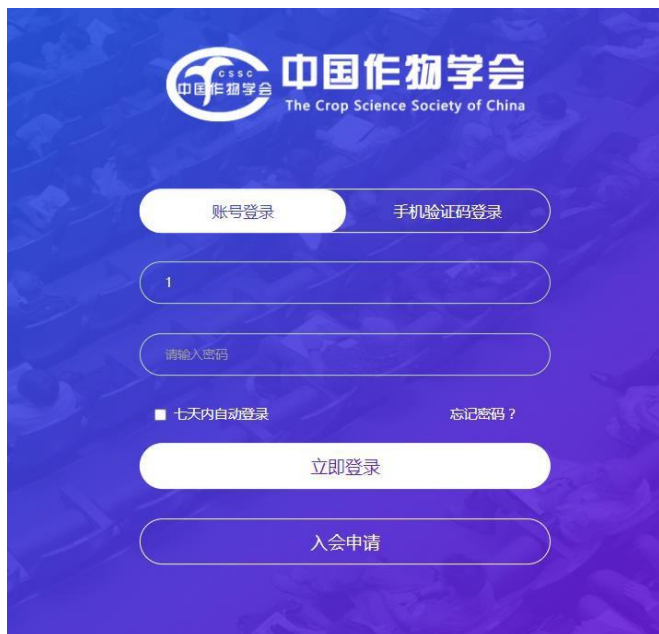 CSSC
中国作物学会
中国作物学会
The Crop Science Society of China
账号登录
手机验证码登录
1
请输入密码
七天内自动登录
忘记密码？
立即登录
入会申请